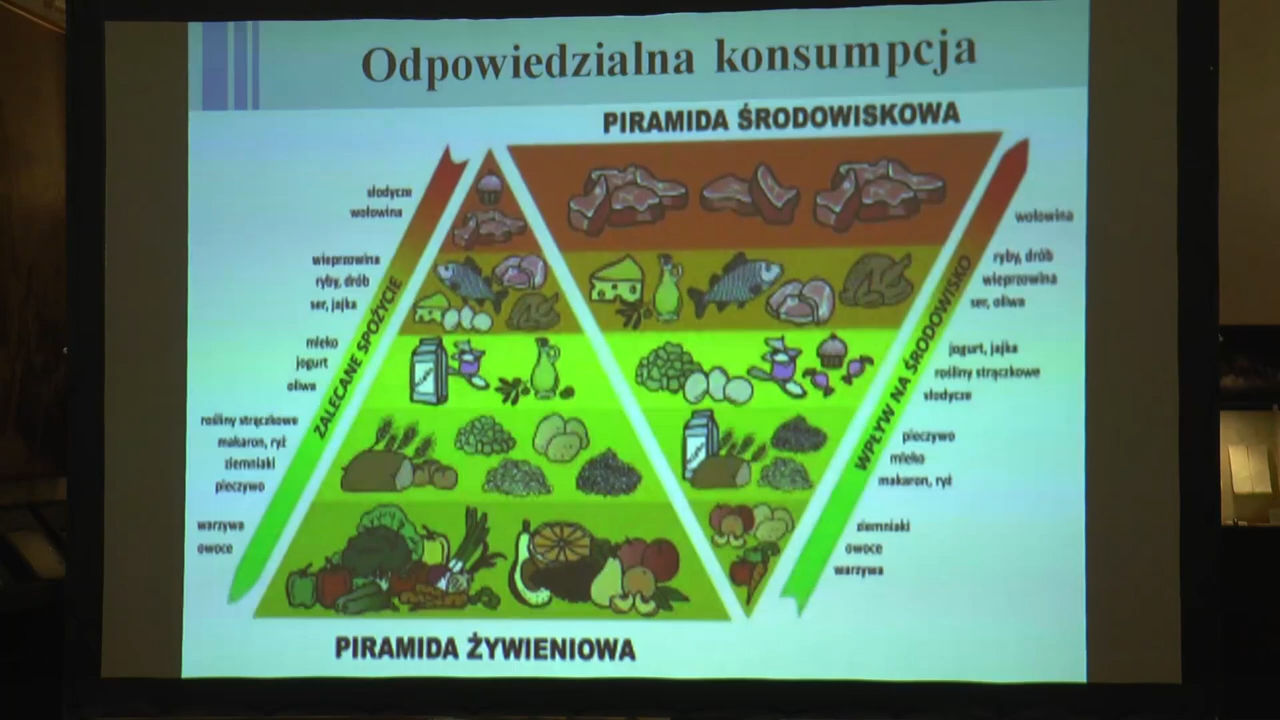 Odpowiedzialna konsumpcja
PIRAMIDA ŚRODOWISKOWA
słodycze
wołowina
wieprzowina
ryby, drób
ser, jajka
mleko
jogurt
oliwa
rośliny strączkowe
makaron, ryż
ziemniaki
pieczywo
warzywa
owoce
ZALECANE SPOŻYCIE
wołowina
ryby, drób
wieprzowina
ser, oliwa
jogurt, jajka
rośliny strączkowe
słodycze
pieczywo
mleko
makaron, ryż
ziemniaki
owoce
warzywa
WPŁYW NA ŚRODOWISKO
PIRAMIDA ŻYWIENIOWA